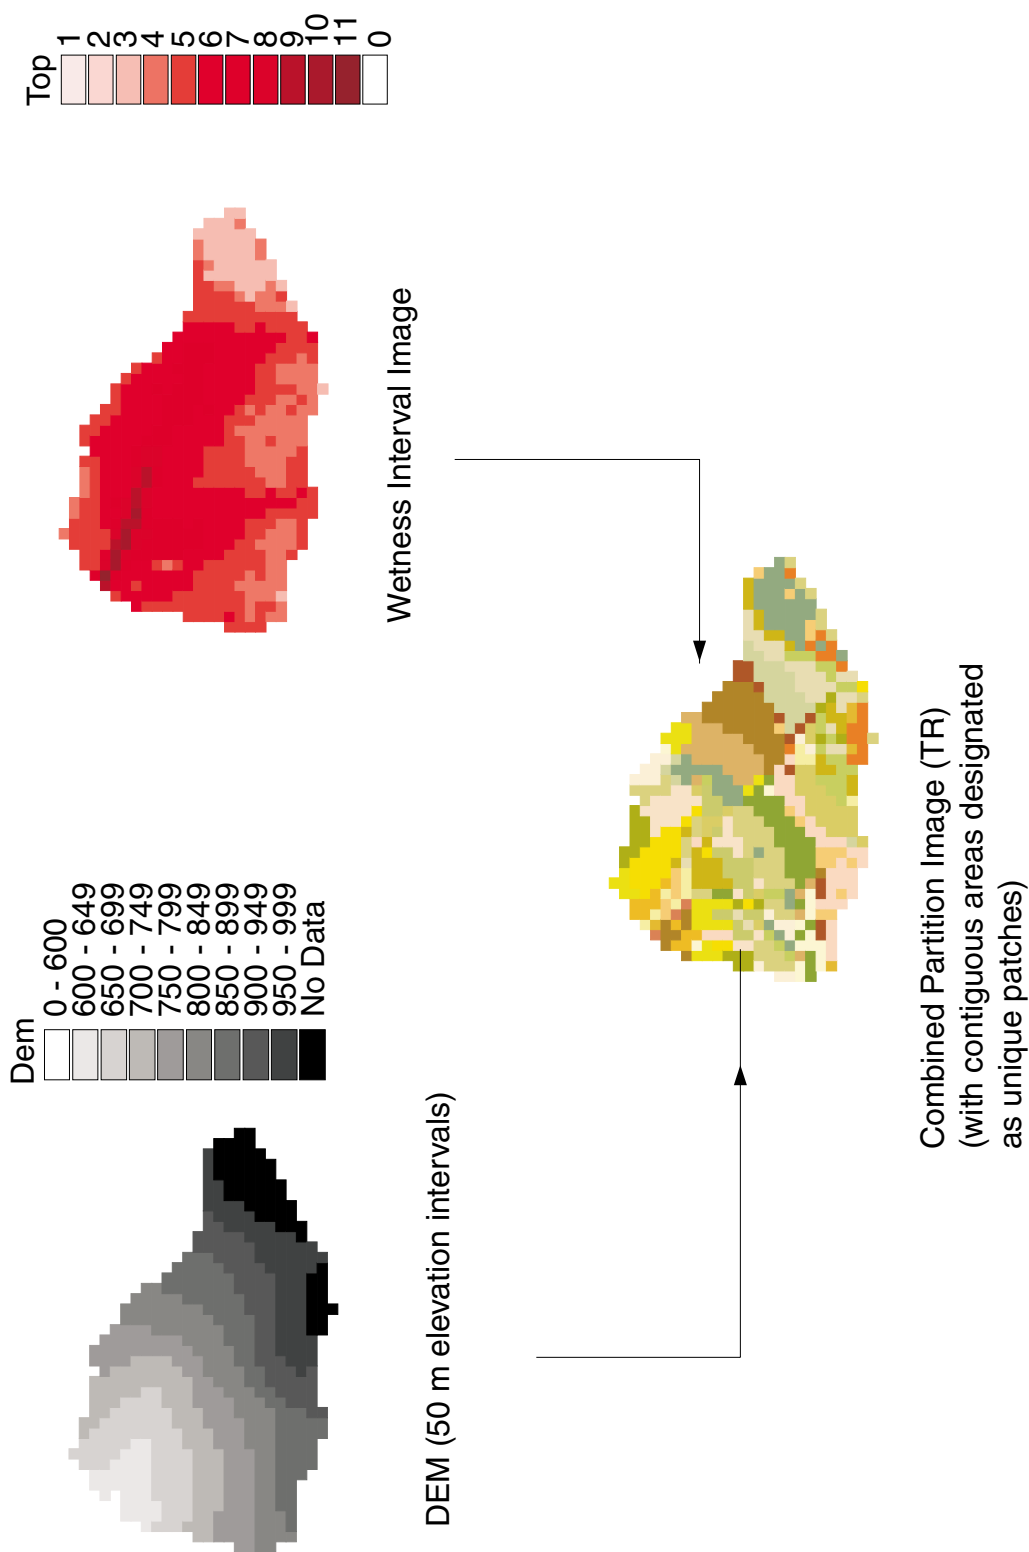 Dem
0 - 600
600 - 649
650 - 699
700 - 749
750 - 799
800 - 849
850 - 899
900 - 949
950 - 999
No Data
DEM (50 m elevation intervals)
Top
1
2
3
4
5
6
7
8
9
10
11
0
Wetness Interval Image
Combined Partition Image (TR)
(with contiguous areas designated
as unique patches)